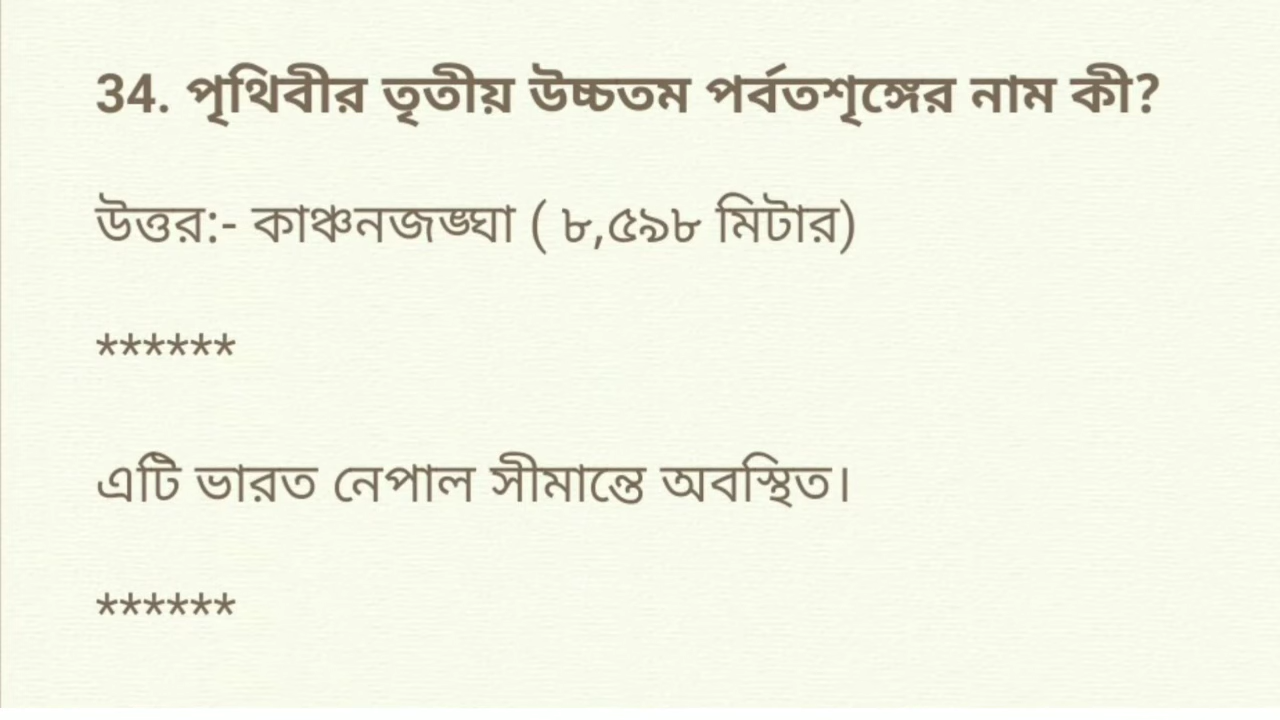 34. পৃথিবীর তৃতীয় উচ্চতম পর্বতশৃঙ্গের নাম কী?
উত্তর:- কাঞ্চনজঙ্ঘা ( ৮,৫৯৮ মিটার)
******
এটি ভারত নেপাল সীমান্তে অবস্থিত।
******